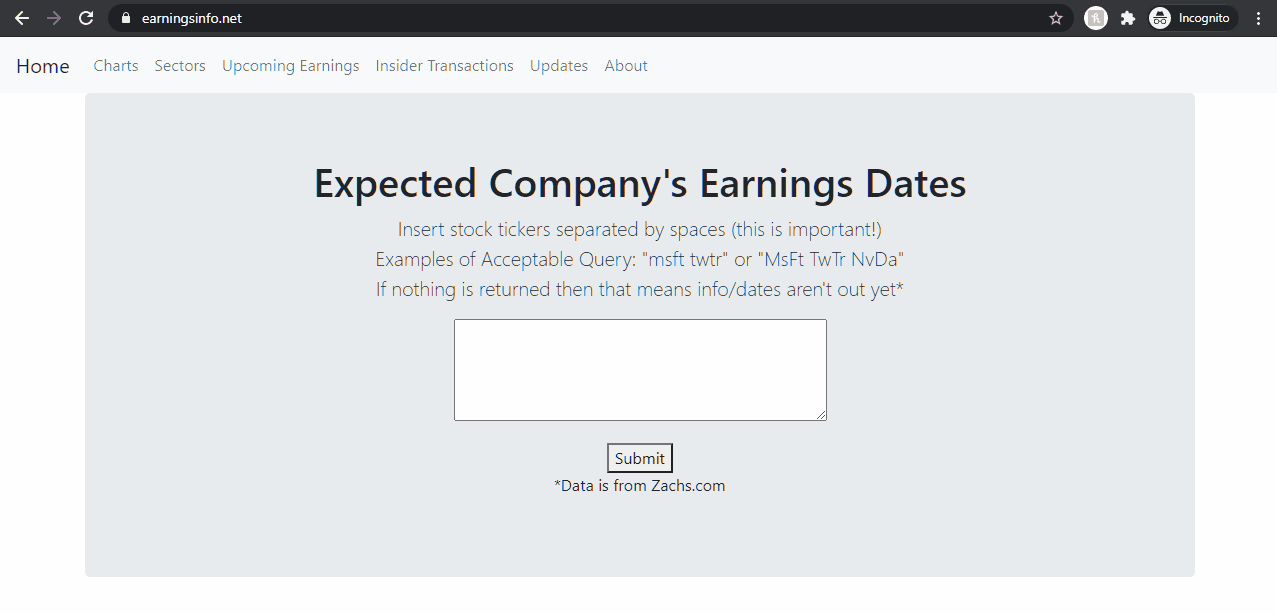 earningsinfo.net
Incognito
Home Charts Sectors Upcoming Earnings Insider Transactions Updates About
Expected Company's Earnings Dates
Insert stock tickers separated by spaces (this is important!)
Examples of Acceptable Query: "msft twtr" or "MsFt TwTr NvDa"
If nothing is returned then that means info/dates aren't out yet*
Submit
*Data is from Zachs.com